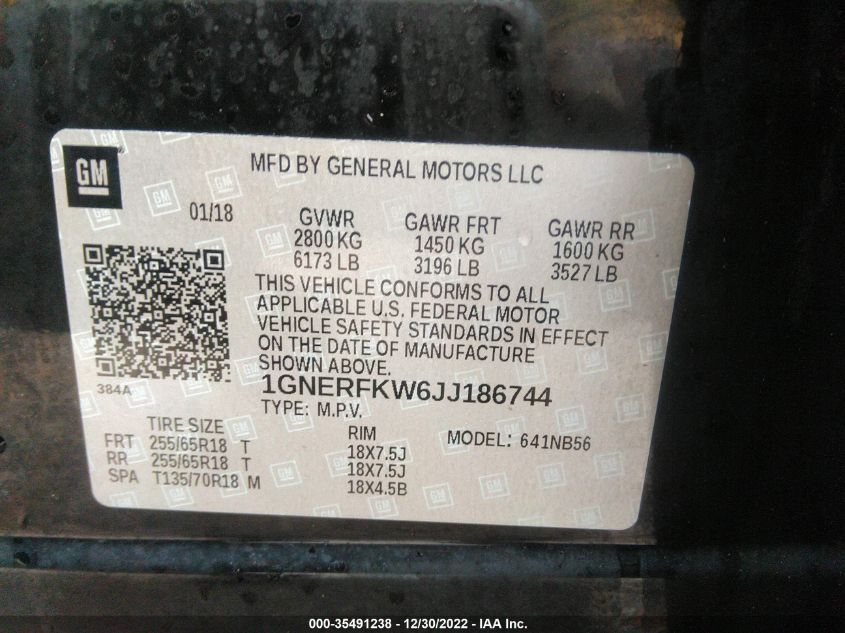 GM
MFD BY GENERAL MOTORS LLC
01/18
GVWR GAWR FRT GAWR RR
2800 KG 1450 KG 1600 KG
6173 LB 3196 LB 3527 LB
THIS VEHICLE CONFORMS TO ALL
APPLICABLE U.S. FEDERAL MOTOR
VEHICLE SAFETY STANDARDS IN EFFECT
ON THE DATE OF MANUFACTURE
SHOWN ABOVE.
384A
1GNERFKW6JJ186744
TYPE: M.P.V.
TIRE SIZE RIM MODEL: 641NB56
FRT 255/65R18 T 18X7.5J
RR 255/65R18 T 18X7.5J
SPA T135/70R18 M 18X4.5B
000-35491238 - 12/30/2022 - IAA Inc.